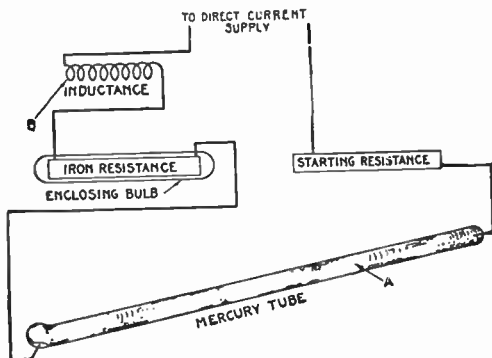 TO DIRECT CURRENT
SUPPLY
INDUCTANCE
B
IRON RESISTANCE
STARTING RESISTANCE
ENCLOSING BULB
A
MERCURY TUBE